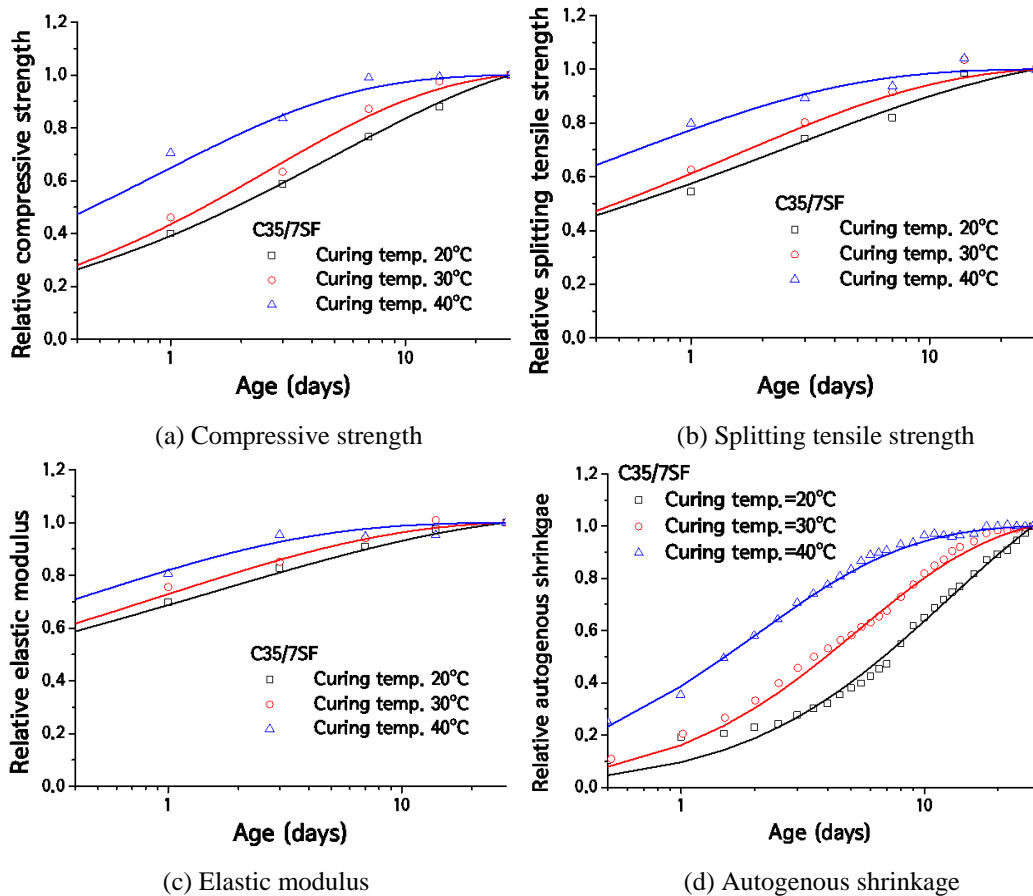 Relative compressive strength
1.2
1.0
0.8
0.6
0.4
0.2
0.0
C35/7SF
Curing temp. 20°C
Curing temp. 30°C
Curing temp. 40°C
1
10
Age (days)
(a) Compressive strength
Relative splitting tensile strength
1.2
1.0
0.8
0.6
0.4
0.2
0.0
C35/7SF
Curing temp. 20°C
Curing temp. 30°C
Curing temp. 40°C
1
10
Age (days)
(b) Splitting tensile strength
Relative elastic modulus
1.2
1.0
0.8
0.6
0.4
0.2
0.0
C35/7SF
Curing temp. 20°C
Curing temp. 30°C
Curing temp. 40°C
1
10
Age (days)
(c) Elastic modulus
Relative autogenous shrinkgae
1.2
1.0
0.8
0.6
0.4
0.2
0.0
C35/7SF
Curing temp.=20°C
Curing temp.=30°C
Curing temp.=40°C
1
10
Age (days)
(d) Autogenous shrinkage